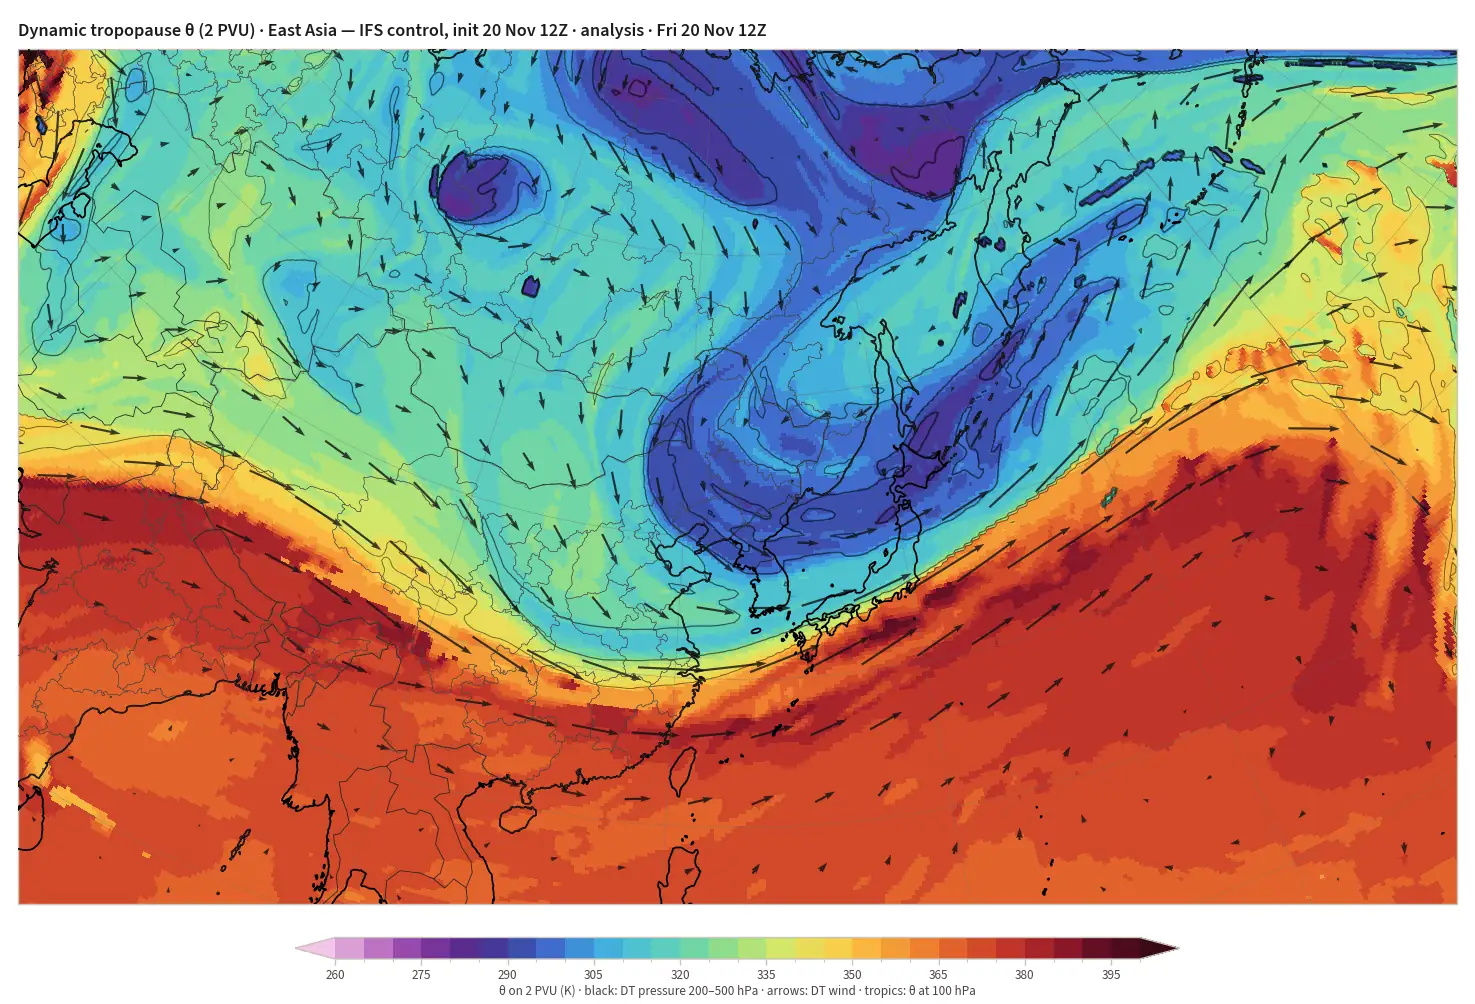 Dynamic tropopause θ (2 PVU) · East Asia — IFS control, init 20 Nov 12Z · analysis · Fri 20 Nov 12Z
260 275 290 305 320 335 350 365 380 395
θ on 2 PVU (K) · black: DT pressure 200–500 hPa · arrows: DT wind · tropics: θ at 100 hPa